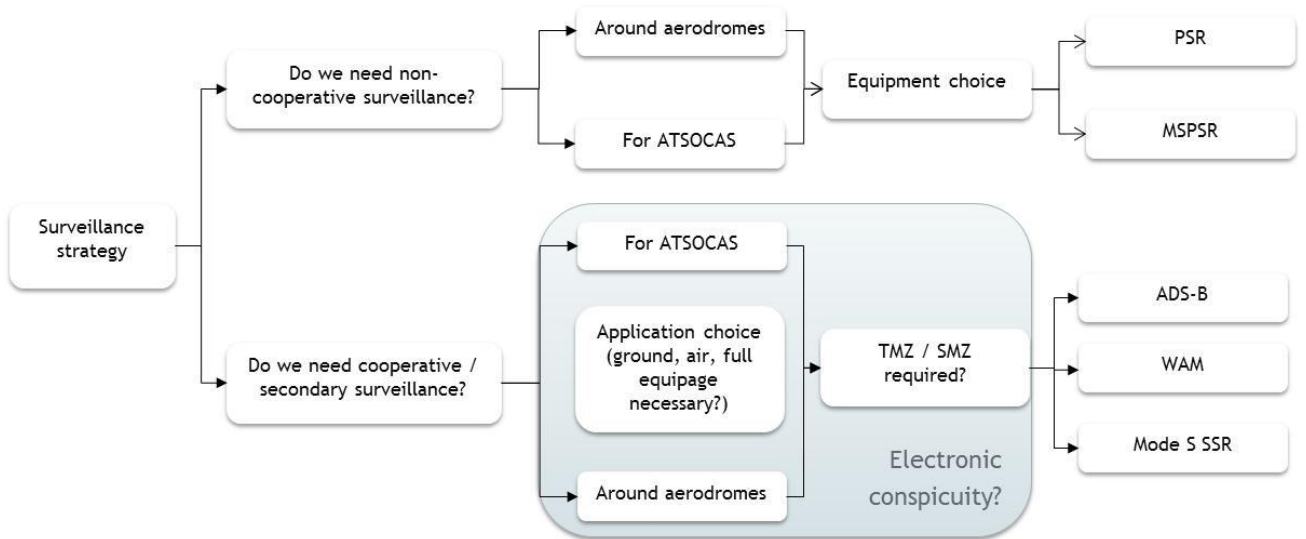 Surveillance
strategy
Do we need non-
cooperative surveillance?
Around aerodromes
For ATSOCAS
Equipment choice
PSR
MSPSR
Do we need cooperative /
secondary surveillance?
For ATSOCAS
Application choice
(ground, air, full
equipage
necessary?)
Around aerodromes
TMZ / SMZ
required?
Electronic
conspicuity?
ADS-B
WAM
Mode S SSR